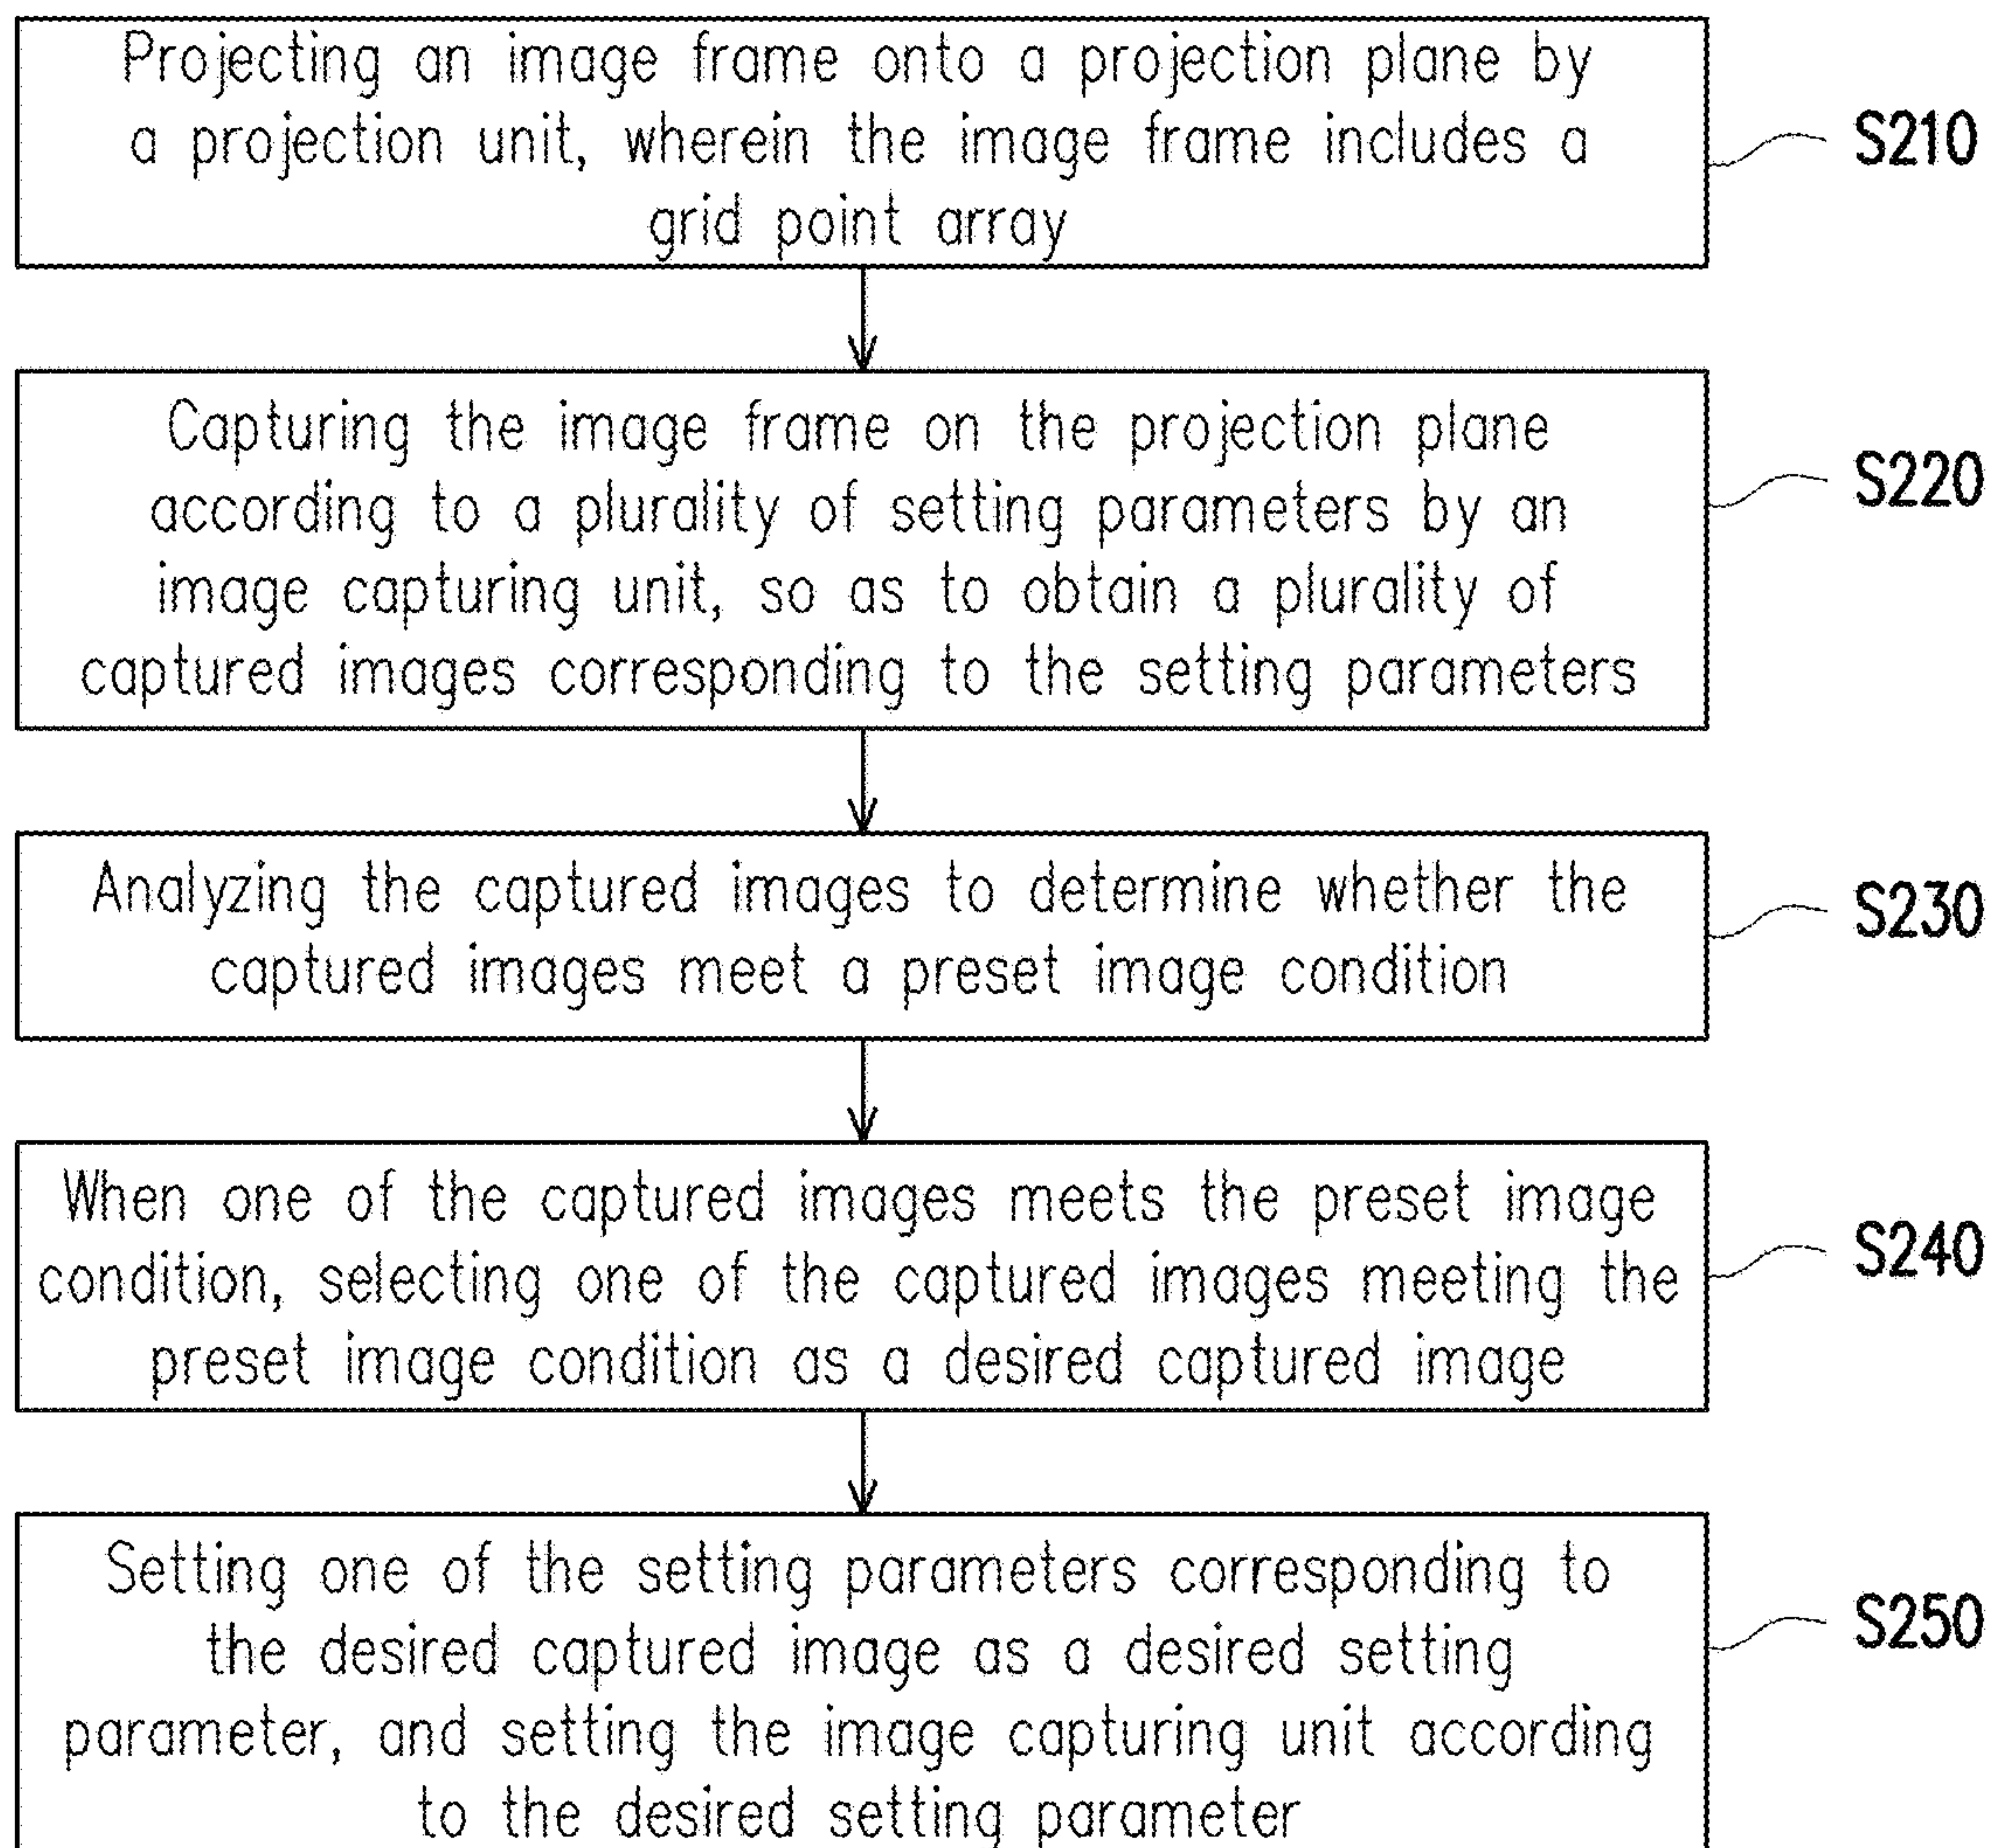 Projecting an image frame onto a projection plane by
a projection unit, wherein the image frame includes a
grid point array
S210
Capturing the image frame on the projection plane
according to a plurality of setting parameters by an
image capturing unit, so as to obtain a plurality of
captured images corresponding to the setting parameters
S220
Analyzing the captured images to determine whether the
captured images meet a preset image condition
S230
When one of the captured images meets the preset image
condition, selecting one of the captured images meeting the
preset image condition as a desired captured image
S240
Setting one of the setting parameters corresponding to
the desired captured image as a desired setting
parameter, and setting the image capturing unit according
to the desired setting parameter
S250